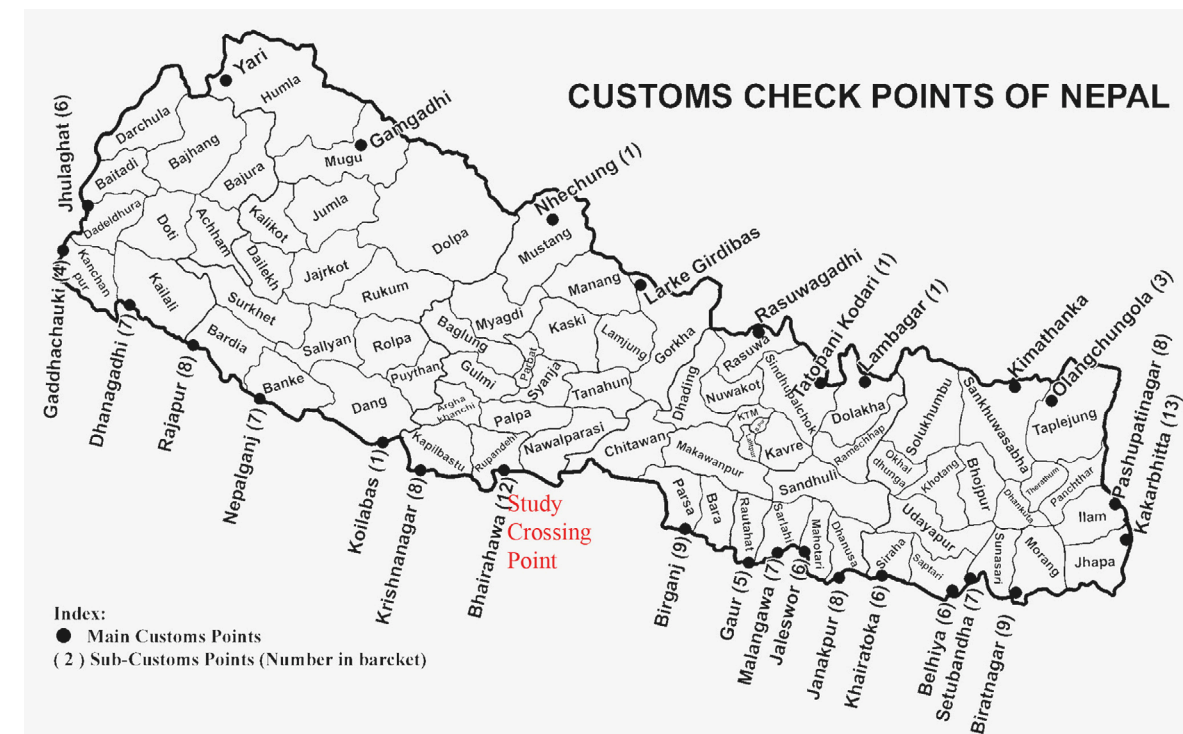 CUSTOMS CHECK POINTS OF NEPAL
Yari
Humla
Darchula
Gamgadhi
Jhulaghat (6)
Bajhang
Mugu
Baitadi
Bajura
Nhechung (1)
Dadeldhura
Doti
Achham
Kalikot
Jumla
Dolpa
Mustang
Gaddhachauki (4)
Kanchan
pur
Kailali
Dailekh
Jajrkot
Rukum
Manang
Larke Girdibas
Rasuwagadhi
Tatopani Kodari (1)
Lambagar (1)
Kimathanka
Olangchungola (3)
Dhanagadhi (7)
Surkhet
Bardia
Sallyan
Rolpa
Baglung
Myagdi
Kaski
Lamjung
Gorkha
Rasuwa
Sindhupalchok
Rajapur (8)
Banke
Puythan
Gulmi
Parbat
Syanja
Tanahun
Dhading
Nuwakot
Dolakha
Ramechhap
Solukhumbu
Sankhuwasabha
Taplejung
Pashupatinagar (8)
Kakarbhitta (13)
Nepalganj (7)
Dang
Argha
khanchi
Palpa
Nawalparasi
Chitawan
KTM
Kavre
Makawanpur
Sandhuli
Okhal
dhunga
Khotang
Bhojpur
Therathum
Panchthar
Dhankuta
Ilam
Koilabas (1)
Kapilbastu
Rupandehi
Parsa
Bara
Rautahat
Sarlahi
Mahotari
Dhanusa
Siraha
Saptari
Udayapur
Sunasari
Morang
Jhapa
Krishnanagar (8)
Bhairahawa (12)
Study
Crossing
Point
Birganj (9)
Gaur (5)
Malangawa (7)
Jaleswor (6)
Janakpur (8)
Khairatoka (6)
Belhiya (6)
Setubandha (7)
Biratnagar (9)
Index:
Main Customs Points
( 2 ) Sub-Customs Points (Number in barcket)